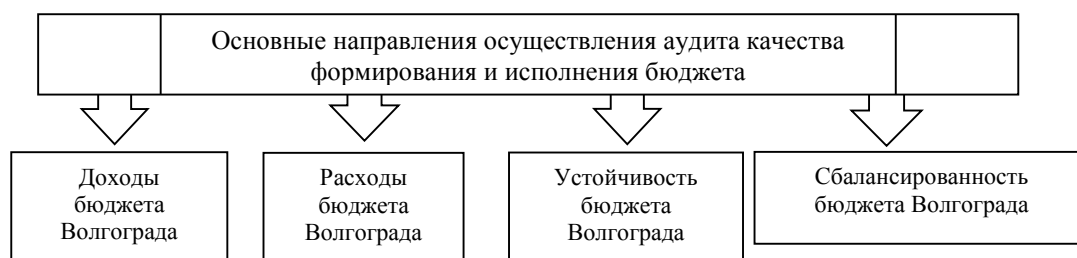 Основные направления осуществления аудита качества
формирования и исполнения бюджета
Доходы
бюджета
Волгограда
Расходы
бюджета
Волгограда
Устойчивость
бюджета
Волгограда
Сбалансированность
бюджета Волгограда